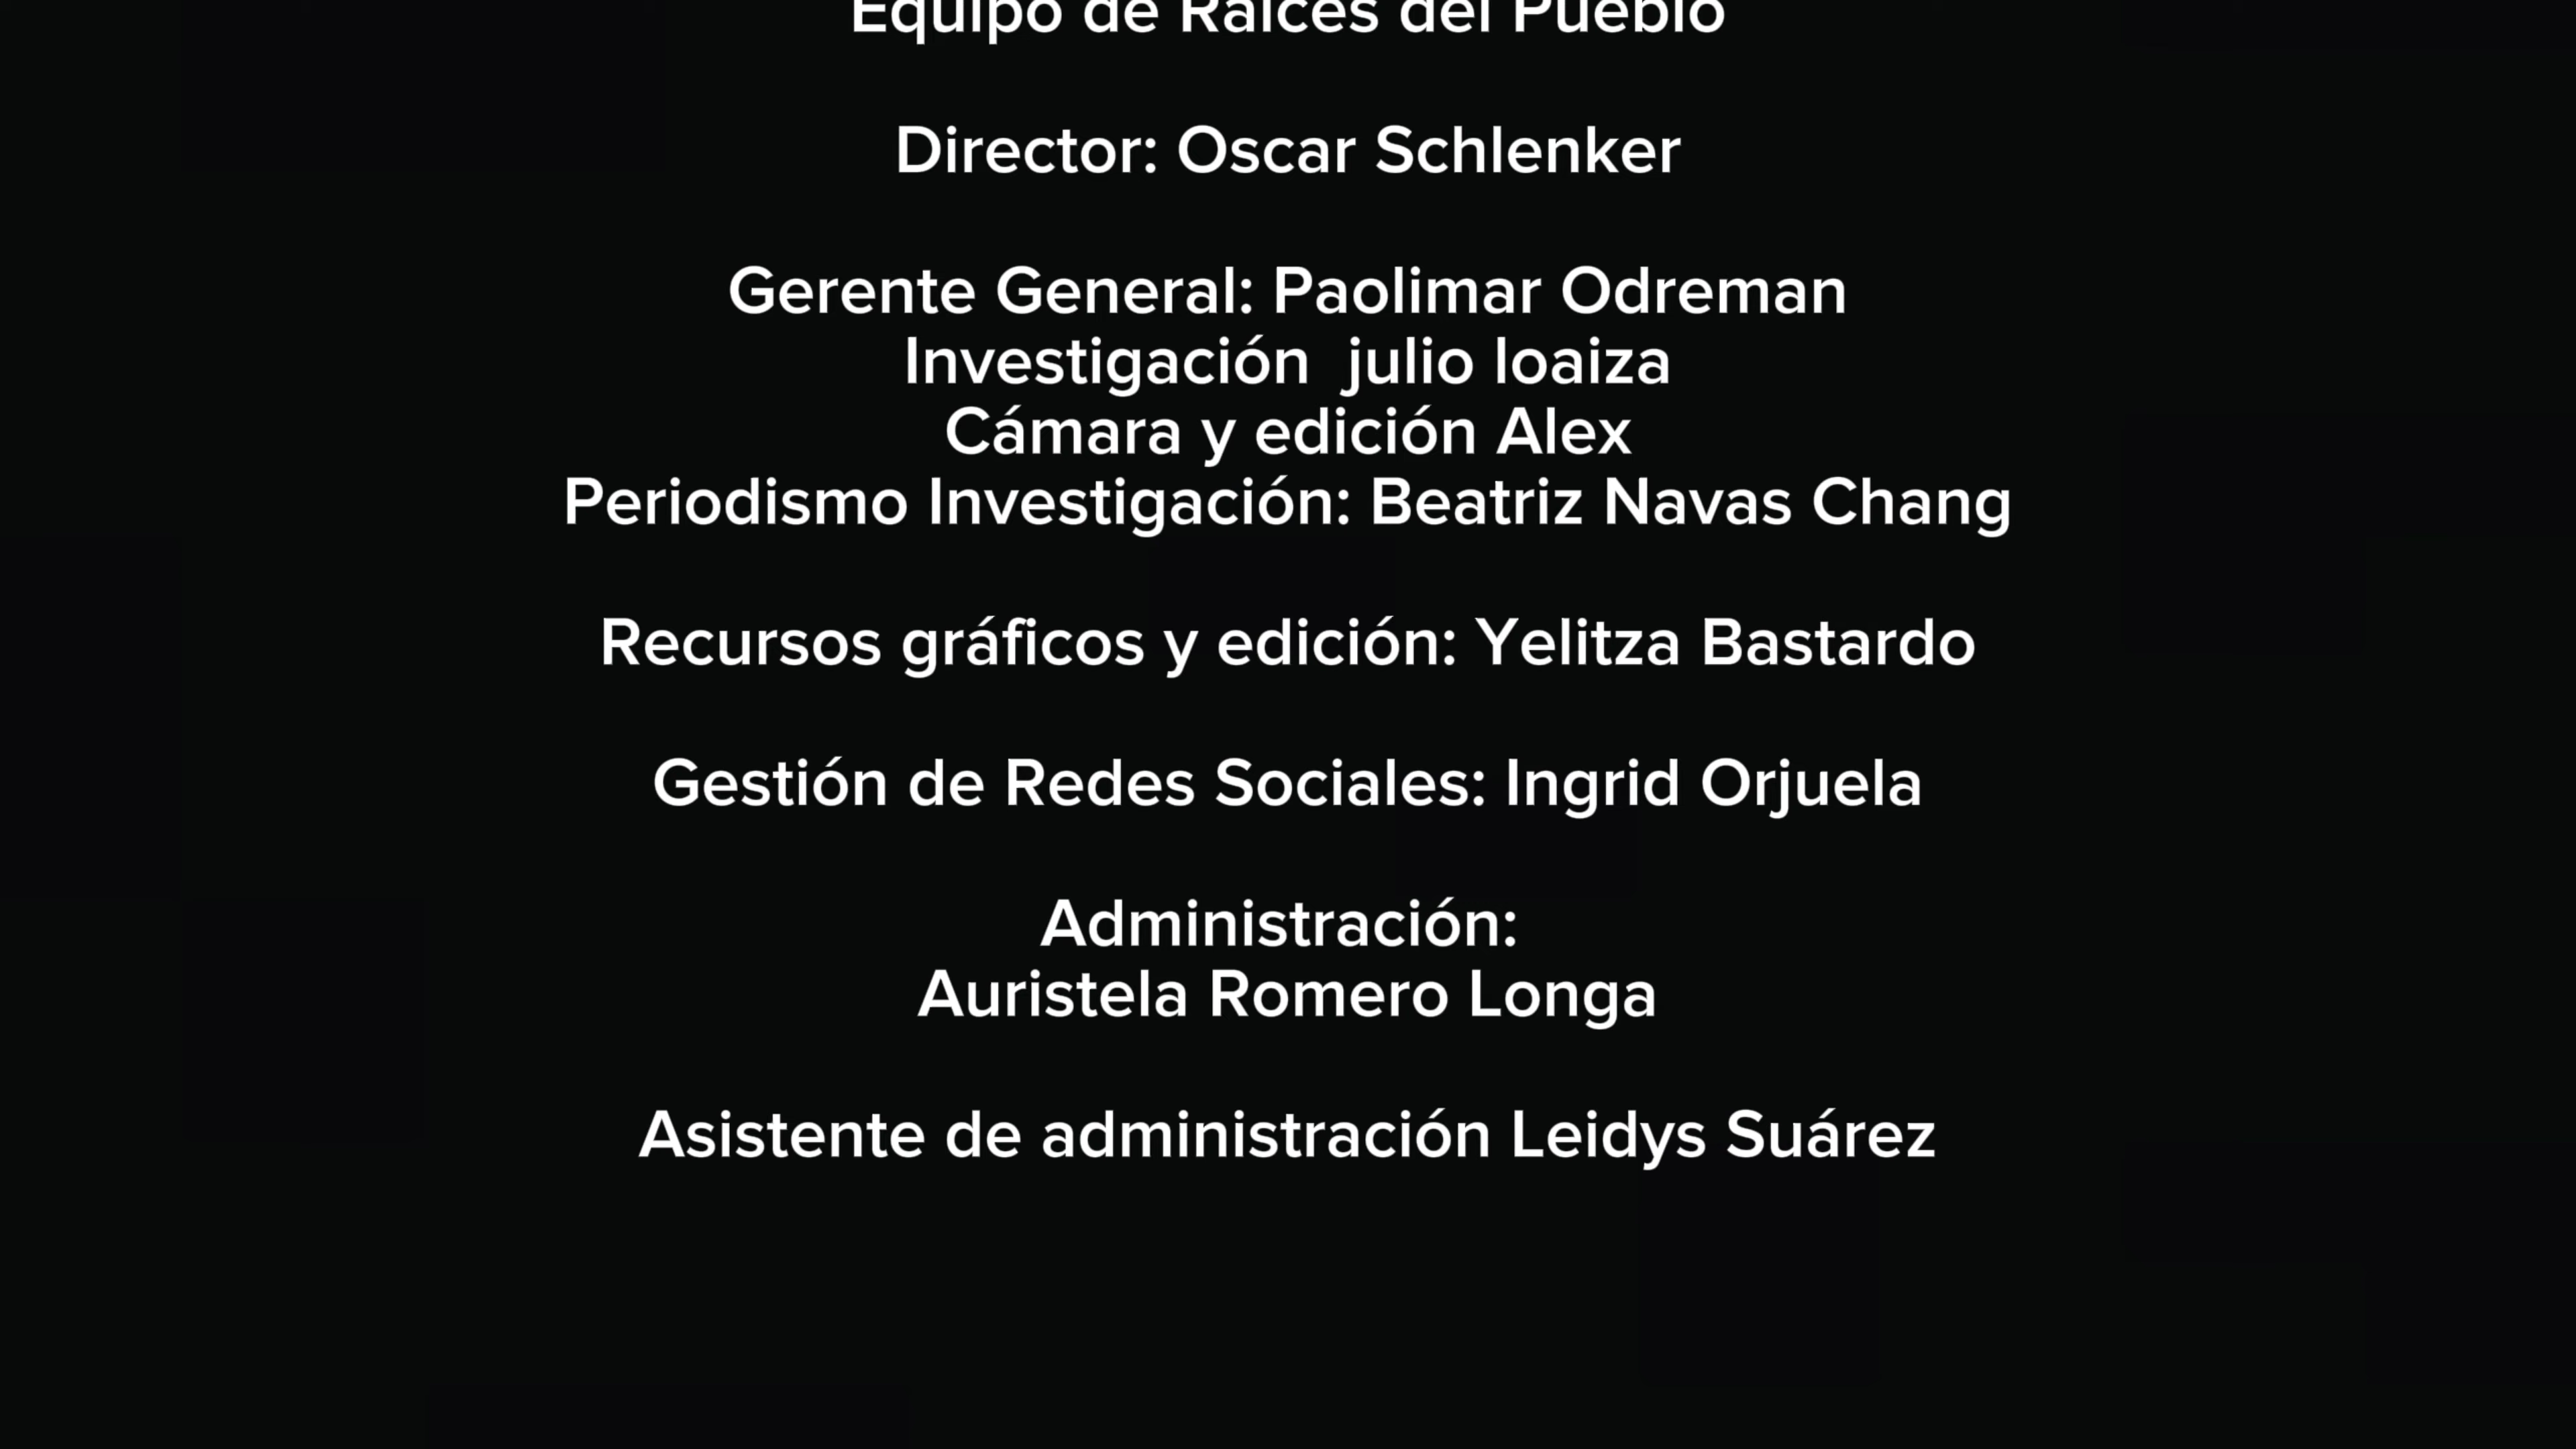 Equipo de Raíces del Pueblo
Director: Oscar Schlenker
Gerente General: Paolimar Odreman
Investigación  julio loaiza
Cámara y edición Alex
Periodismo Investigación: Beatriz Navas Chang
Recursos gráficos y edición: Yelitza Bastardo
Gestión de Redes Sociales: Ingrid Orjuela
Administración:
Auristela Romero Longa
Asistente de administración Leidys Suárez